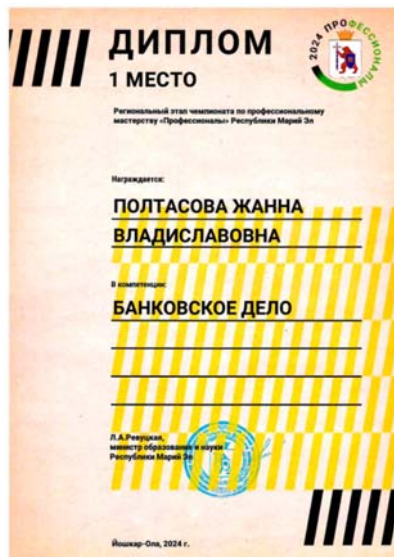 ДИПЛОМ
1 МЕСТО
2024 ПРОФЕССИОНАЛЫ
Региональный этап чемпионата по профессиональному
мастерству «Профессионалы» Республики Марий Эл
Награждается:
ПОЛТАСОВА ЖАННА
ВЛАДИСЛАВОВНА
В компетенции:
БАНКОВСКОЕ ДЕЛО
Л.А.Ревуцкая,
министр образования и науки
Республики Марий Эл
Йошкар-Ола, 2024 г.